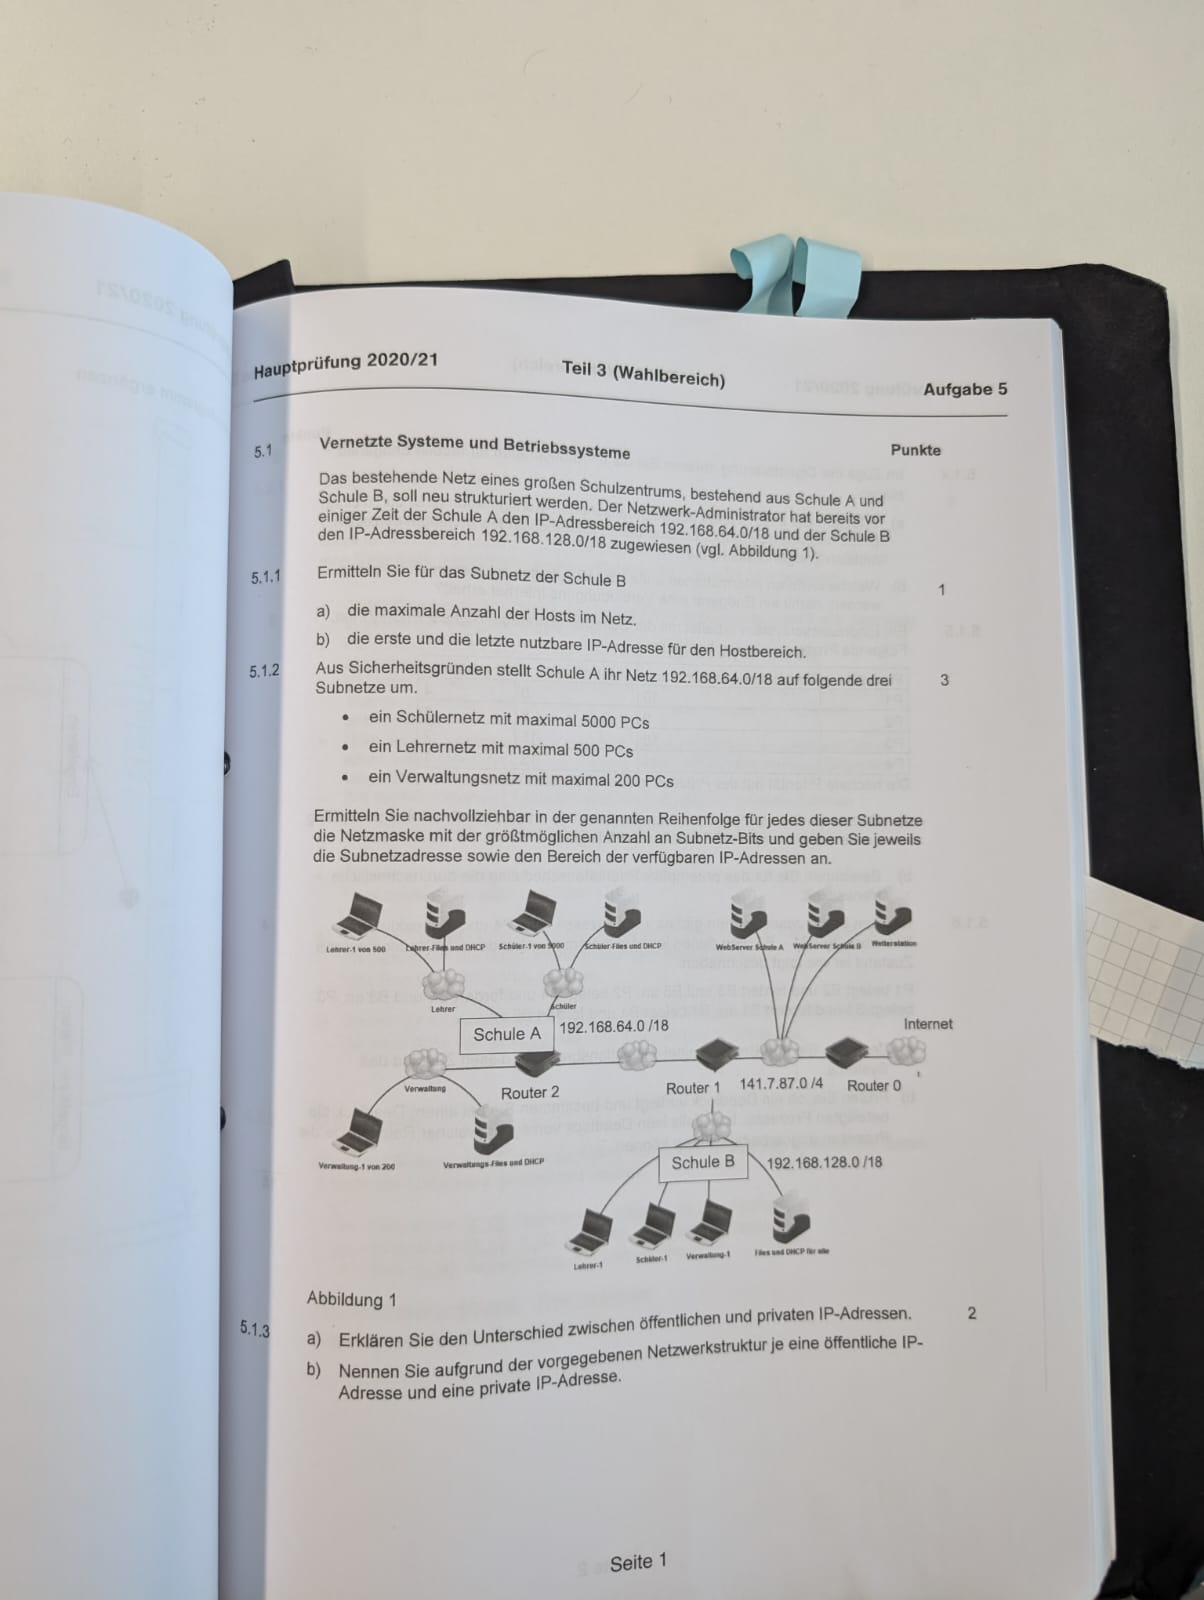 Hauptprüfung 2020/21 Teil 3 (Wahlbereich) Aufgabe 5
5.1 Vernetzte Systeme und Betriebssysteme Punkte
Das bestehende Netz eines großen Schulzentrums, bestehend aus Schule A und
Schule B, soll neu strukturiert werden. Der Netzwerk-Administrator hat bereits vor
einiger Zeit der Schule A den IP-Adressbereich 192.168.64.0/18 und der Schule B
den IP-Adressbereich 192.168.128.0/18 zugewiesen (vgl. Abbildung 1).
5.1.1 Ermitteln Sie für das Subnetz der Schule B 1
a) die maximale Anzahl der Hosts im Netz.
b) die erste und die letzte nutzbare IP-Adresse für den Hostbereich.
5.1.2 Aus Sicherheitsgründen stellt Schule A ihr Netz 192.168.64.0/18 auf folgende drei 3
Subnetze um.
• ein Schülernetz mit maximal 5000 PCs
• ein Lehrernetz mit maximal 500 PCs
• ein Verwaltungsnetz mit maximal 200 PCs
Ermitteln Sie nachvollziehbar in der genannten Reihenfolge für jedes dieser Subnetze
die Netzmaske mit der größtmöglichen Anzahl an Subnetz-Bits und geben Sie jeweils
die Subnetzadresse sowie den Bereich der verfügbaren IP-Adressen an.
Lehrer-1 von 500 Lehrer-Files und DHCP Schüler-1 von 5000 Schüler-Files und DHCP WebServer Schule A WebServer Schule B Wetterstation
Lehrer Schüler
Schule A 192.168.64.0 /18 Internet
Verwaltung Router 2 Router 1 141.7.87.0 /4 Router 0
Verwaltung-1 von 200 Verwaltungs-Files und DHCP Schule B 192.168.128.0 /18
Lehrer-1 Schüler-1 Verwaltung-1 Files und DHCP für alle
Abbildung 1
5.1.3 a) Erklären Sie den Unterschied zwischen öffentlichen und privaten IP-Adressen. 2
b) Nennen Sie aufgrund der vorgegebenen Netzwerkstruktur je eine öffentliche IP-
Adresse und eine private IP-Adresse.
Seite 1